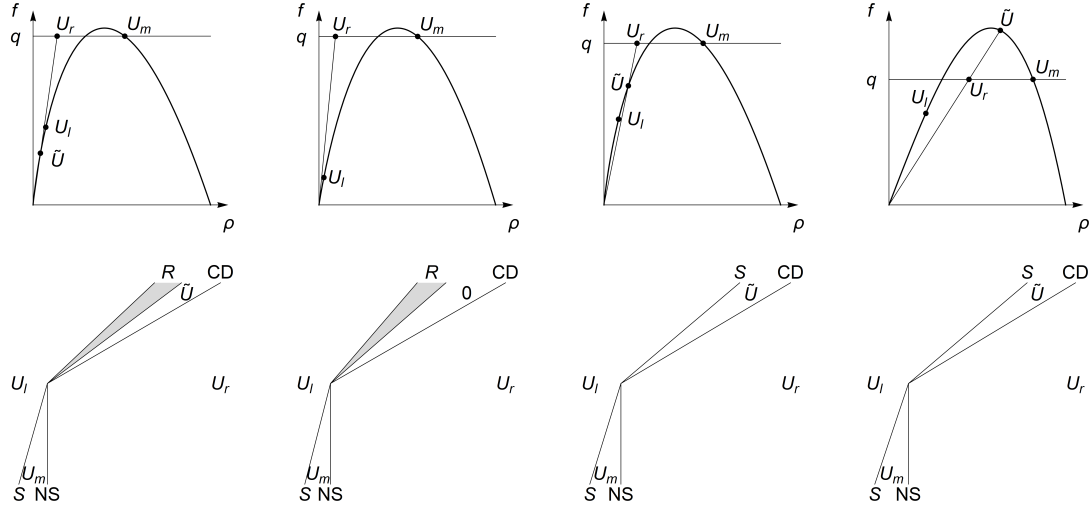 f
q
U_r
U_m
U_l
Ũ
ρ
f
q
U_r
U_m
U_l
ρ
f
q
U_r
U_m
Ũ
U_l
ρ
f
q
Ũ
U_m
U_r
U_l
ρ
R CD
Ũ
U_l U_r
U_m
S NS
R CD
0
U_l U_r
U_m
S NS
S CD
Ũ
U_l U_r
U_m
S NS
S CD
Ũ
U_l U_r
U_m
S NS